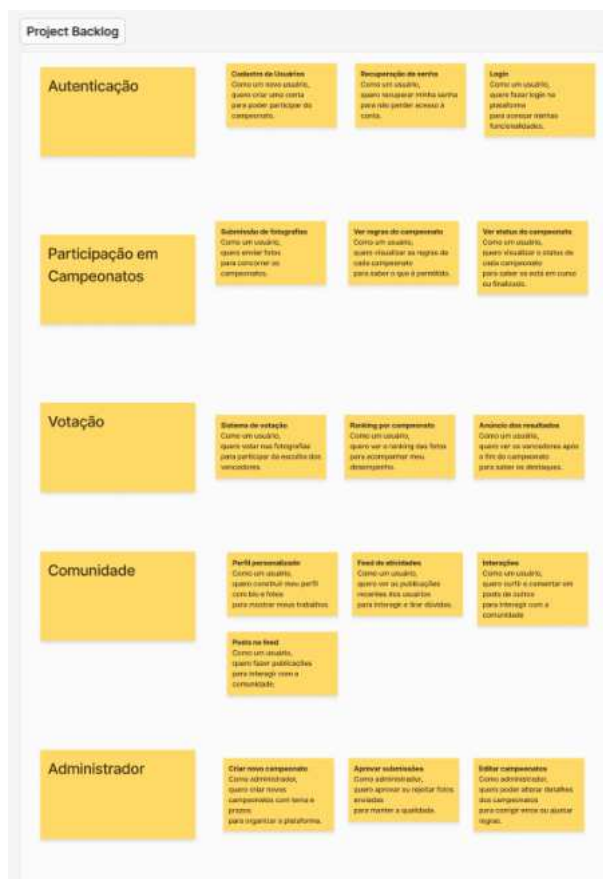 Project Backlog
Autenticação
Cadastro de Usuários
Como um novo usuário,
quero criar uma conta
para poder participar do
campeonato.
Recuperação de senha
Como um usuário,
quero recuperar minha senha
para não perder acesso à
conta.
Login
Como um usuário,
quero fazer login na
plataforma
para acessar minhas
funcionalidades.
Participação em
Campeonatos
Submissão de fotografias
Como um usuário,
quero enviar fotos
para concorrer os
campeonatos.
Ver regras do campeonato
Como um usuário,
quero visualizar as regras de
cada campeonato
para saber o que é permitido.
Ver status do campeonato
Como um usuário,
quero visualizar o status de
cada campeonato
para saber se está em curso
ou finalizado.
Votação
Sistema de votação
Como um usuário,
quero votar nas fotografias
para participar da escolha dos
vencedores.
Ranking por campeonato
Como um usuário,
quero ver o ranking das fotos
para acompanhar meu
desempenho.
Anúncio dos resultados
Como um usuário,
quero ver os vencedores após
o fim do campeonato
para saber os destaques.
Comunidade
Perfil personalizado
Como um usuário,
quero construir meu perfil
com bio e fotos
para mostrar meus trabalhos
Feed de atividades
Como um usuário,
quero ver as publicações
recentes dos usuários
para interagir e tirar dúvidas.
Interações
Como um usuário,
quero curtir e comentar em
posts de outros
para interagir com a
comunidade
Posts no feed
Como um usuário,
quero fazer publicações
para interagir com a
comunidade.
Administrador
Criar novo campeonato
Como administrador,
quero criar novos
campeonatos com tema e
prazos
para organizar a plataforma.
Aprovar submissões
Como administrador,
quero aprovar ou rejeitar fotos
enviadas
para manter a qualidade.
Editar campeonatos
Como administrador,
quero poder alterar detalhes
dos campeonatos
para corrigir erros ou ajustar
regras.